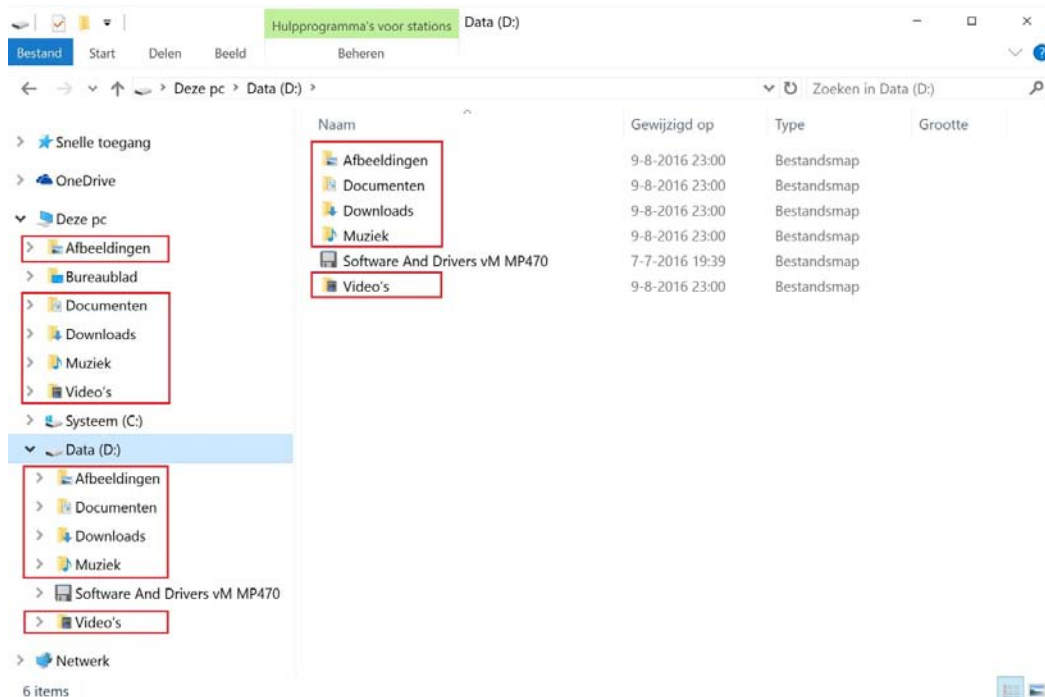 Hulpprogramma's voor stations Data (D:)
Bestand Start Delen Beeld Beheren
Deze pc Data (D:) Zoeken in Data (D:)
Snelle toegang
OneDrive
Deze pc
Afbeeldingen
Bureaublad
Documenten
Downloads
Muziek
Video's
Systeem (C:)
Data (D:)
Afbeeldingen
Documenten
Downloads
Muziek
Software And Drivers vM MP470
Video's
Netwerk
Naam Gewijzigd op Type Grootte
Afbeeldingen 9-8-2016 23:00 Bestandsmap
Documenten 9-8-2016 23:00 Bestandsmap
Downloads 9-8-2016 23:00 Bestandsmap
Muziek 9-8-2016 23:00 Bestandsmap
Software And Drivers vM MP470 7-7-2016 19:39 Bestandsmap
Video's 9-8-2016 23:00 Bestandsmap
6 items